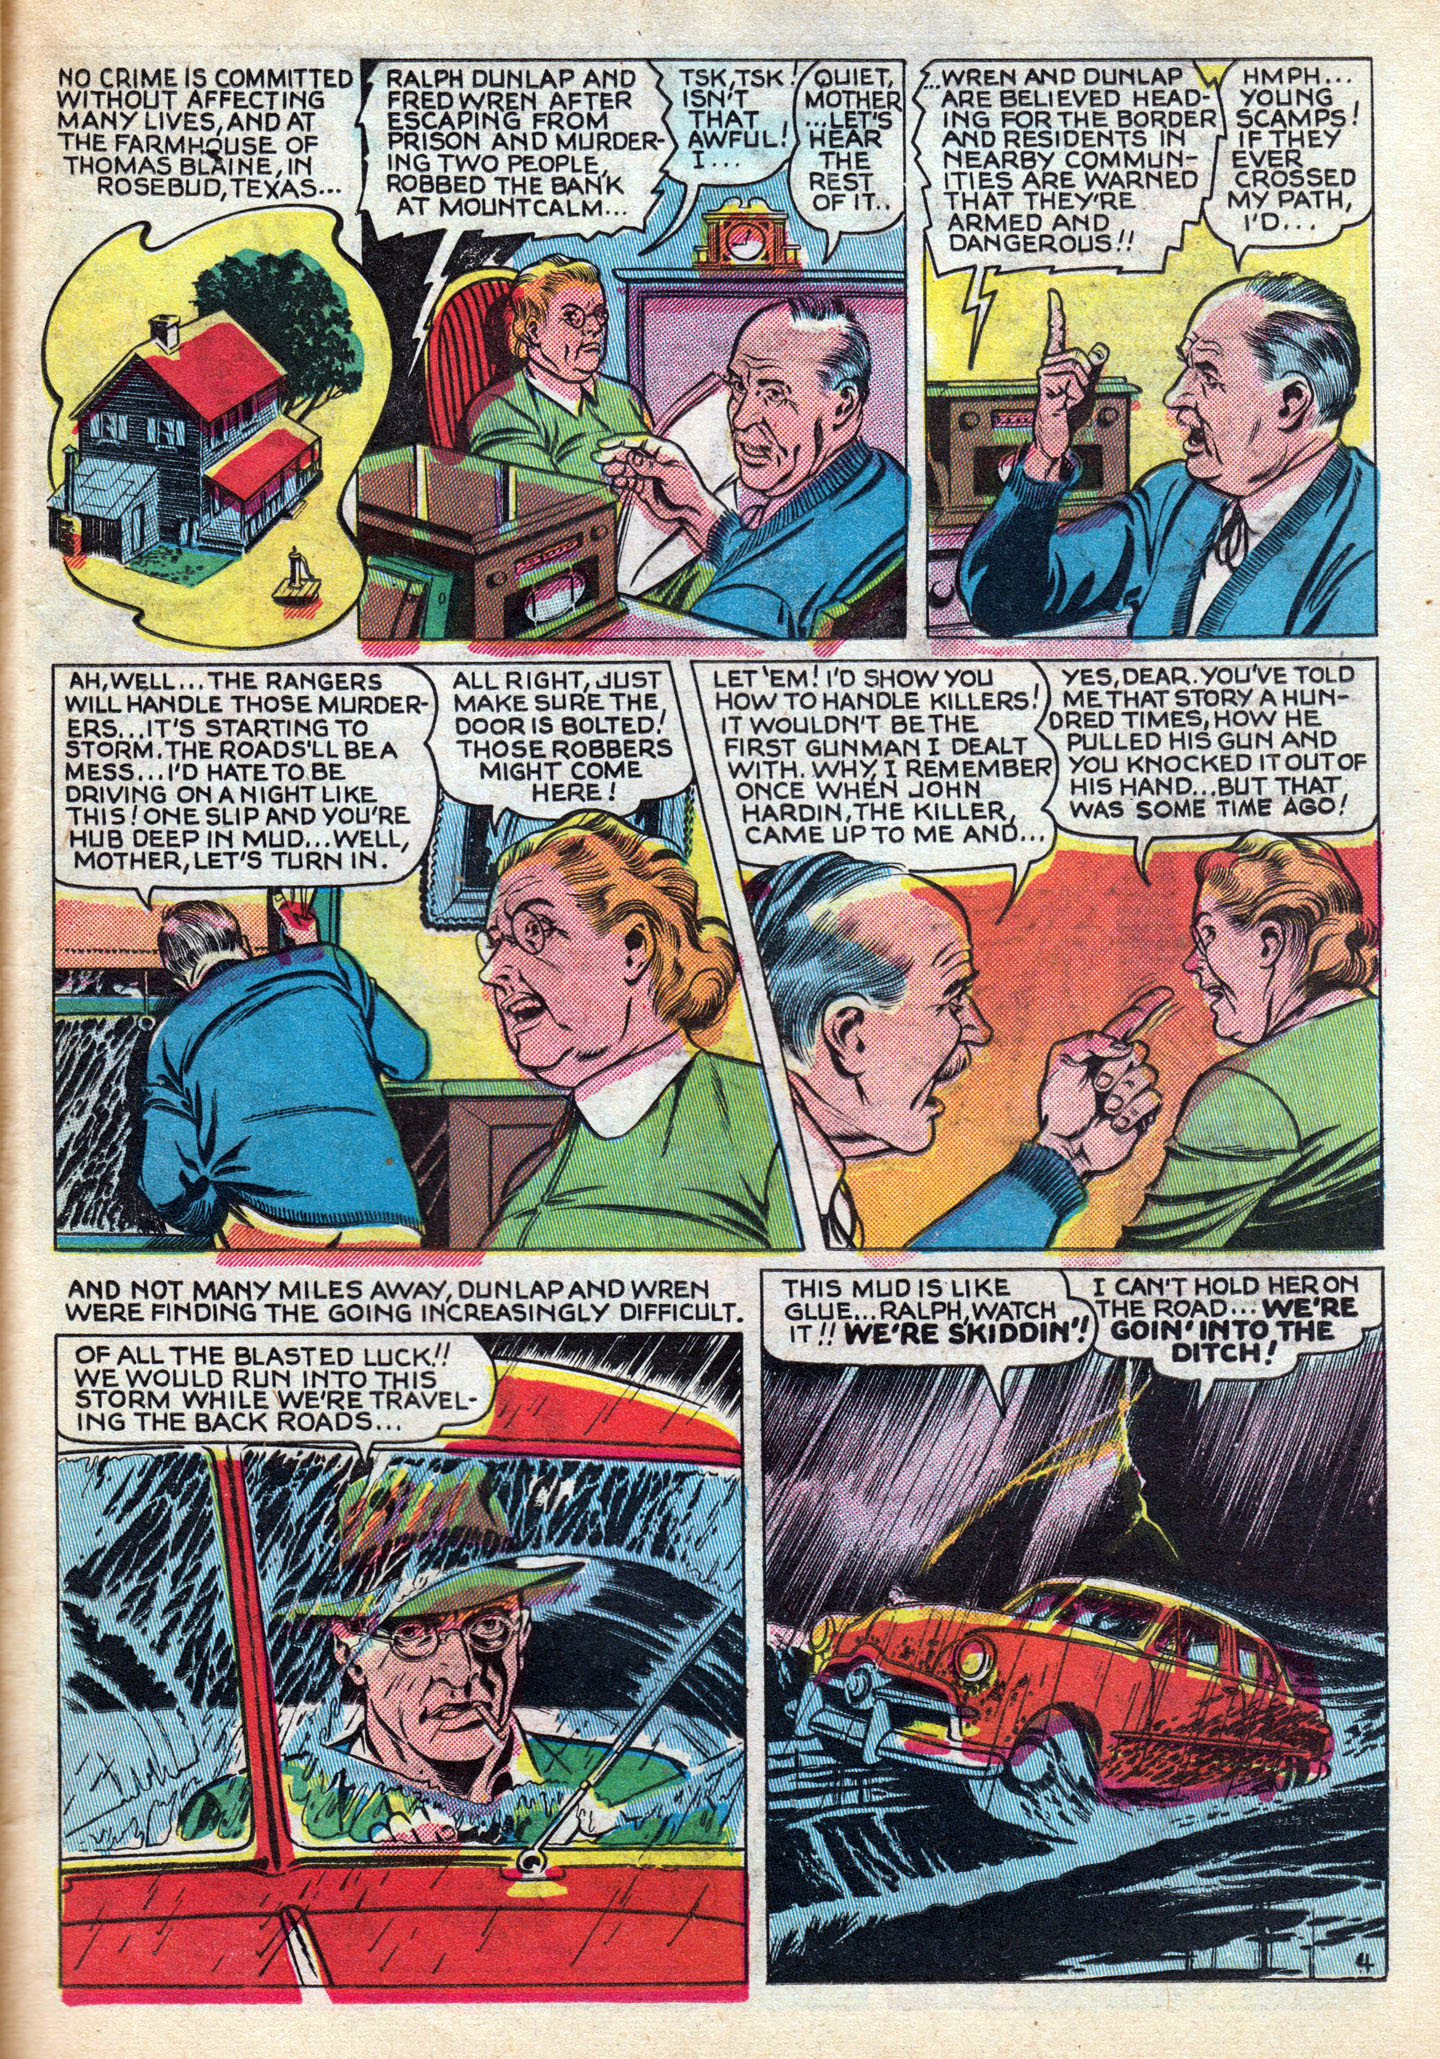 NO CRIME IS COMMITTED
WITHOUT AFFECTING
MANY LIVES, AND AT
THE FARMHOUSE OF
THOMAS BLAINE, IN
ROSEBUD, TEXAS...
RALPH DUNLAP AND
FRED WREN AFTER
ESCAPING FROM
PRISON AND MURDER-
ING TWO PEOPLE,
ROBBED THE BANK
AT MOUNTCALM...
TSK, TSK!
ISN'T
THAT
AWFUL!
I...
QUIET,
MOTHER
...LET'S
HEAR
THE
REST
OF IT..
...WREN AND DUNLAP
ARE BELIEVED HEAD-
ING FOR THE BORDER
AND RESIDENTS IN
NEARBY COMMUN-
ITIES ARE WARNED
THAT THEY'RE
ARMED AND
DANGEROUS!!
HMPH...
YOUNG
SCAMPS!
IF THEY
EVER
CROSSED
MY PATH,
I'D...
AH, WELL... THE RANGERS
WILL HANDLE THOSE MURDER-
ERS... IT'S STARTING TO
STORM. THE ROADS'LL BE A
MESS... I'D HATE TO BE
DRIVING ON A NIGHT LIKE
THIS! ONE SLIP AND YOU'RE
HUB DEEP IN MUD... WELL,
MOTHER, LET'S TURN IN.
ALL RIGHT, JUST
MAKE SURE THE
DOOR IS BOLTED!
THOSE ROBBERS
MIGHT COME
HERE!
LET 'EM! I'D SHOW YOU
HOW TO HANDLE KILLERS!
IT WOULDN'T BE THE
FIRST GUNMAN I DEALT
WITH. WHY, I REMEMBER
ONCE WHEN JOHN
HARDIN, THE KILLER,
CAME UP TO ME AND...
YES, DEAR. YOU'VE TOLD
ME THAT STORY A HUN-
DRED TIMES, HOW HE
PULLED HIS GUN AND
YOU KNOCKED IT OUT OF
HIS HAND... BUT THAT
WAS SOME TIME AGO!
AND NOT MANY MILES AWAY, DUNLAP AND WREN
WERE FINDING THE GOING INCREASINGLY DIFFICULT.
OF ALL THE BLASTED LUCK!!
WE WOULD RUN INTO THIS
STORM WHILE WE'RE TRAVEL-
ING THE BACK ROADS...
THIS MUD IS LIKE
GLUE... RALPH, WATCH
IT!! WE'RE SKIDDIN'!
I CAN'T HOLD HER ON
THE ROAD... WE'RE
GOIN' INTO THE
DITCH!
4